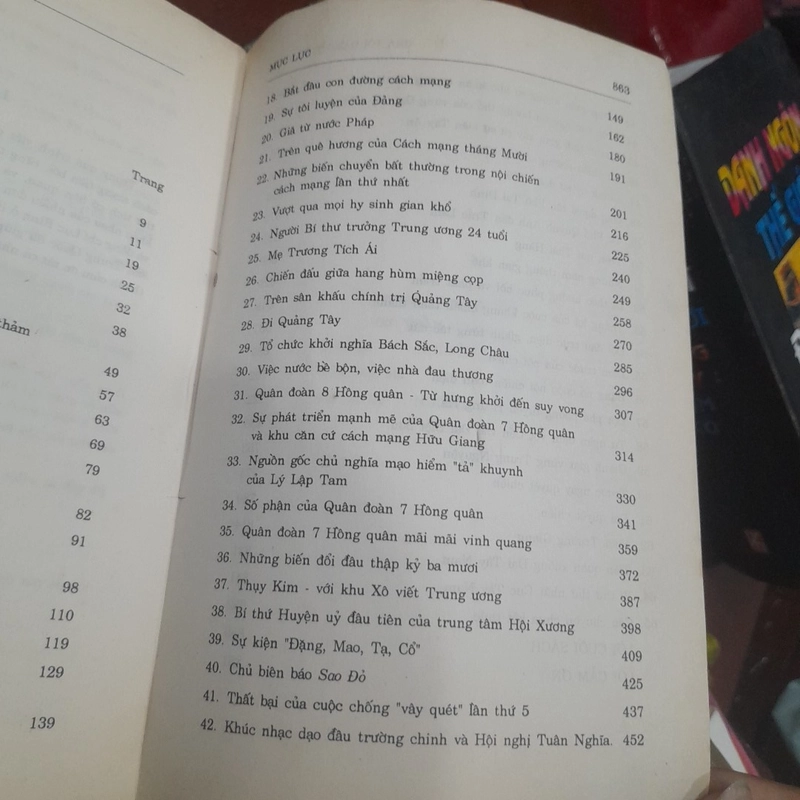 Trang
9
11
19
25
32
thảm 38
49
57
63
69
79
82
91
98
110
119
129
139
MỤC LỤC 863
18. Bắt đầu con đường cách mạng 149
19. Sự tôi luyện của Đảng 162
20. Giã từ nước Pháp 180
21. Trên quê hương của Cách mạng tháng Mười 191
22. Những biến chuyển bất thường trong nội chiến
cách mạng lần thứ nhất 201
23. Vượt qua mọi hy sinh gian khổ 216
24. Người Bí thư trưởng Trung ương 24 tuổi 225
25. Mẹ Trương Tích Ái 240
26. Chiến đấu giữa hang hùm miệng cọp 249
27. Trên sân khấu chính trị Quảng Tây 258
28. Đi Quảng Tây 270
29. Tổ chức khởi nghĩa Bách Sắc, Long Châu 285
30. Việc nước bề bộn, việc nhà đau thương 296
31. Quân đoàn 8 Hồng quân - Từ hưng khởi đến suy vong 307
32. Sự phát triển mạnh mẽ của Quân đoàn 7 Hồng quân
và khu căn cứ cách mạng Hữu Giang 314
33. Nguồn gốc chủ nghĩa mạo hiểm "tả" khuynh
của Lý Lập Tam 330
34. Số phận của Quân đoàn 7 Hồng quân 341
35. Quân đoàn 7 Hồng quân mãi mãi vinh quang 359
36. Những biến đổi đầu thập kỷ ba mươi 372
37. Thụy Kim - với khu Xô viết Trung ương 387
38. Bí thư Huyện uỷ đầu tiên của trung tâm Hội Xương 398
39. Sự kiện "Đặng, Mao, Tạ, Cổ" 409
40. Chủ biên báo Sao Đỏ 425
41. Thất bại của cuộc chống "vây quét" lần thứ 5 437
42. Khúc nhạc dạo đầu trường chinh và Hội nghị Tuân Nghĩa. 452
DANH NGÔN
THẾ GIỚI